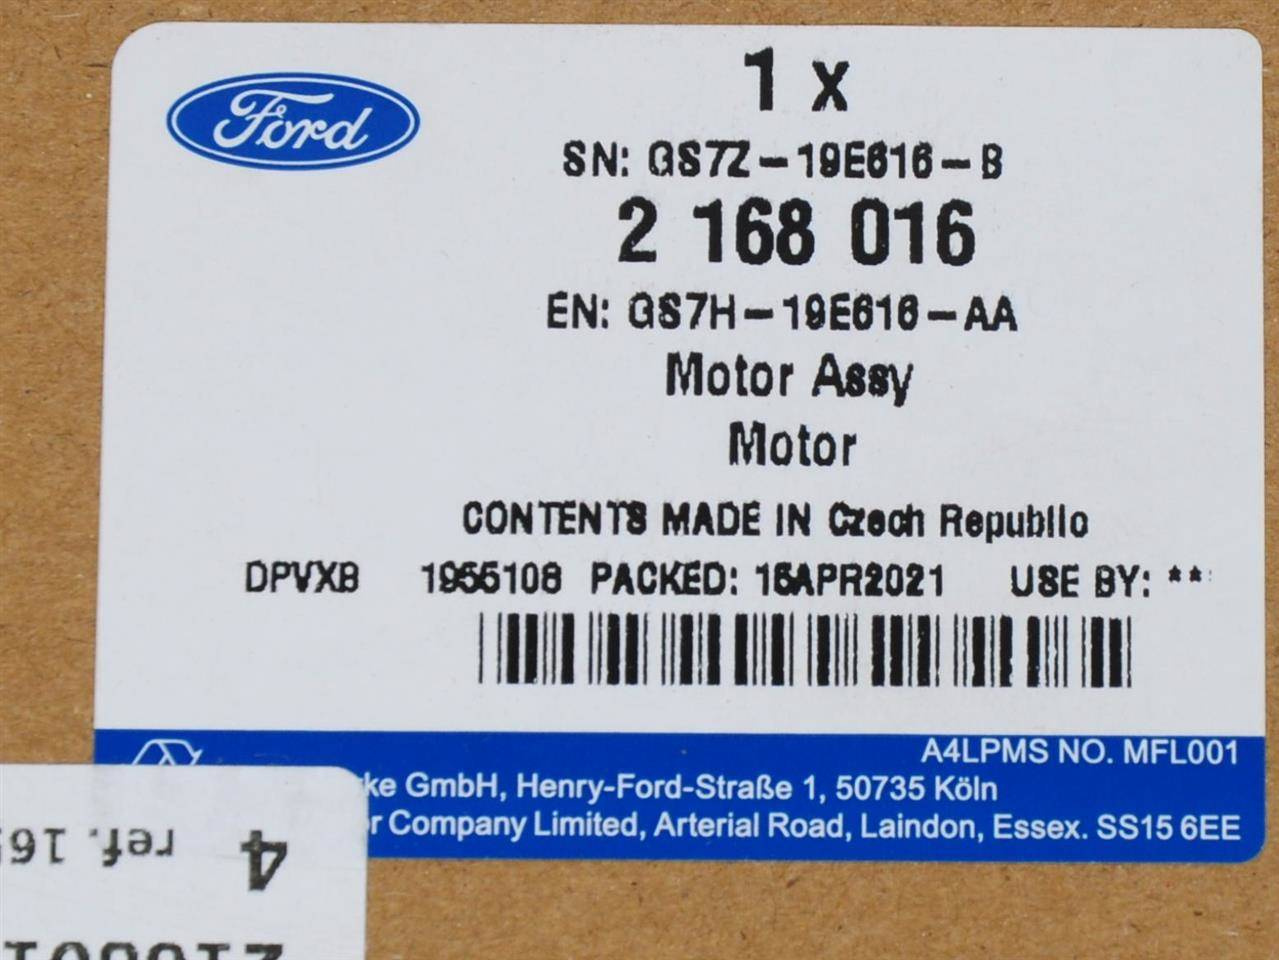 Ford
1 x
SN: GS7Z-19E616-B
2 168 016
EN: GS7H-19E616-AA
Motor Assy
Motor
CONTENTS MADE IN Czech Republic
DPVXB 1955108 PACKED: 15APR2021 USE BY: **
A4LPMS NO. MFL001
GmbH, Henry-Ford-Straße 1, 50735 Köln
Company Limited, Arterial Road, Laindon, Essex. SS15 6EE
4
ref.